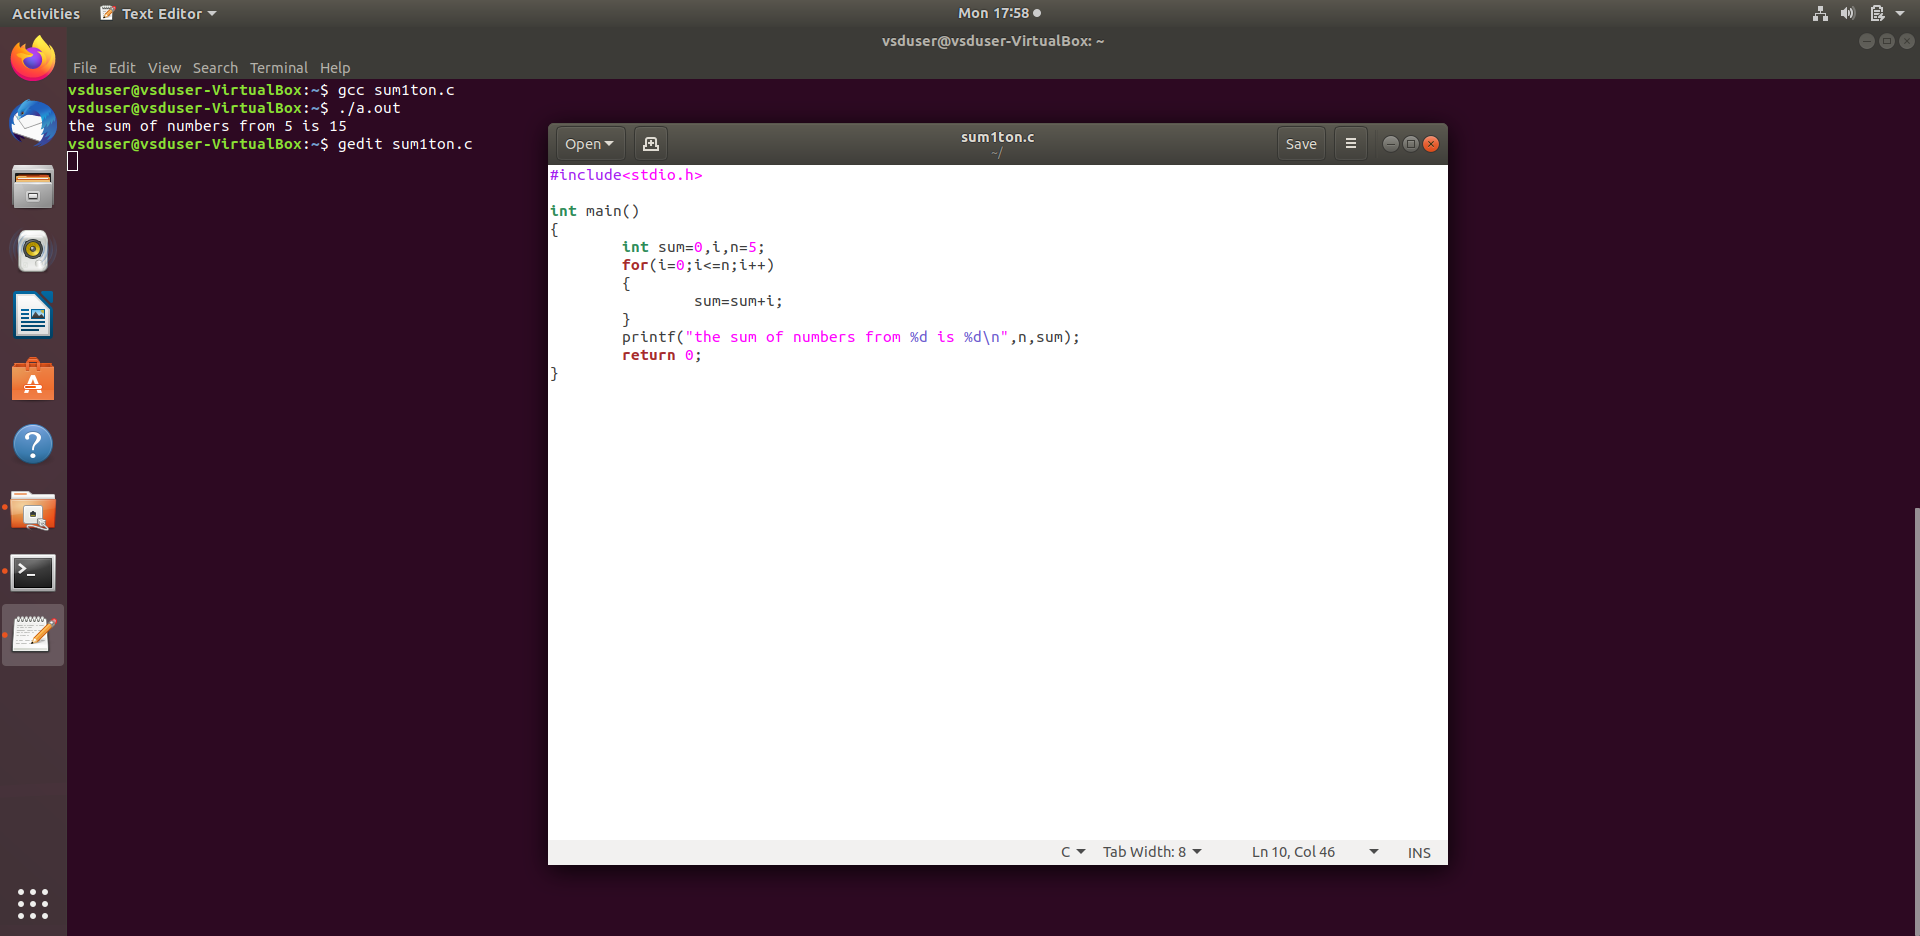 Activities Text Editor Mon 17:58
vsduser@vsduser-VirtualBox: ~
File Edit View Search Terminal Help
vsduser@vsduser-VirtualBox:~$ gcc sum1ton.c
vsduser@vsduser-VirtualBox:~$ ./a.out
the sum of numbers from 5 is 15
vsduser@vsduser-VirtualBox:~$ gedit sum1ton.c
Open sum1ton.c Save
~/
#include<stdio.h>
int main()
{
        int sum=0,i,n=5;
        for(i=0;i<=n;i++)
        {
                sum=sum+i;
        }
        printf("the sum of numbers from %d is %d\n",n,sum);
        return 0;
}
C Tab Width: 8 Ln 10, Col 46 INS